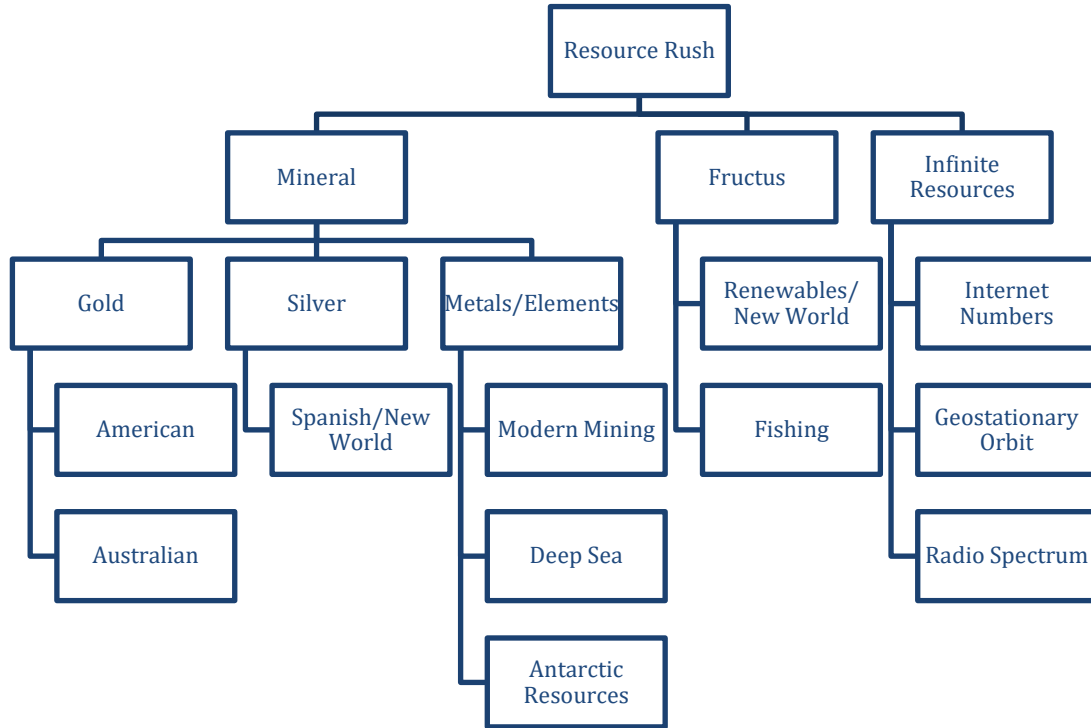 Resource Rush
Mineral
Fructus
Infinite
Resources
Gold
Silver
Metals/Elements
Renewables/
New World
Internet
Numbers
American
Spanish/New
World
Modern Mining
Fishing
Geostationary
Orbit
Australian
Deep Sea
Radio Spectrum
Antarctic
Resources